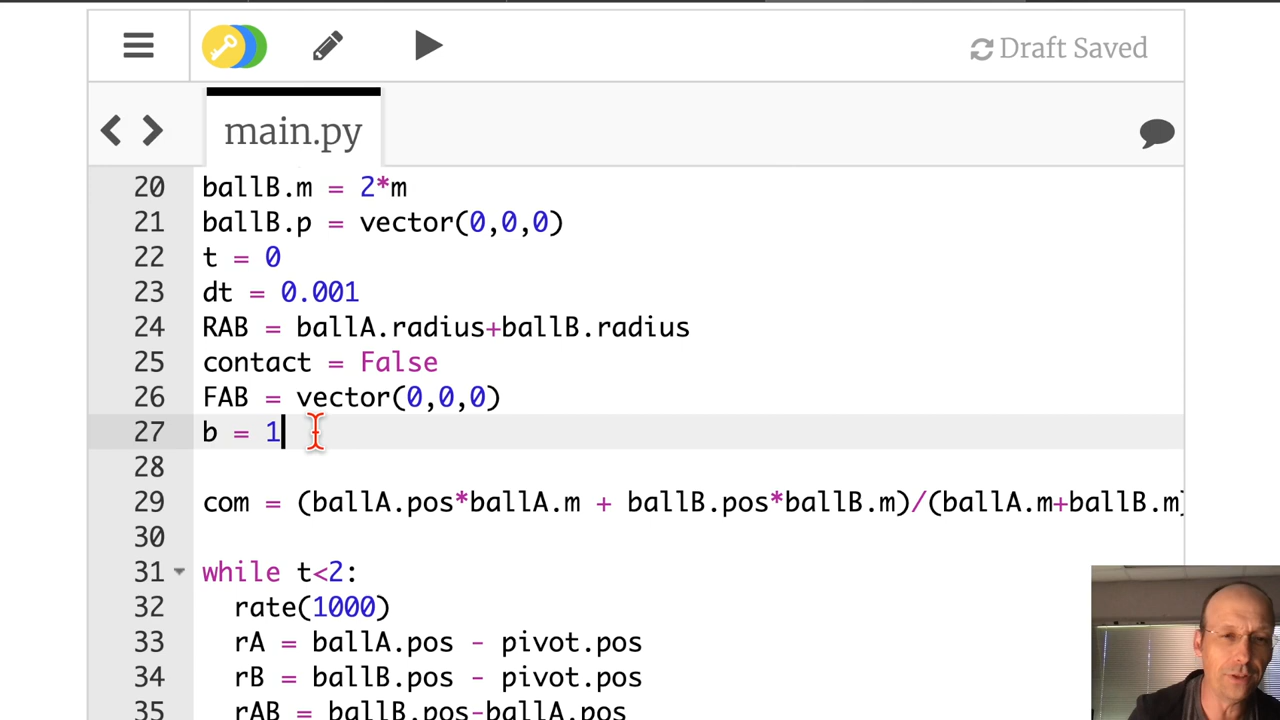 Draft Saved
main.py
20 ballB.m = 2*m
21 ballB.p = vector(0,0,0)
22 t = 0
23 dt = 0.001
24 RAB = ballA.radius+ballB.radius
25 contact = False
26 FAB = vector(0,0,0)
27 b = 1
28
29 com = (ballA.pos*ballA.m + ballB.pos*ballB.m)/(ballA.m+ballB.m)
30
31 while t<2:
32 rate(1000)
33 rA = ballA.pos - pivot.pos
34 rB = ballB.pos - pivot.pos
35 rAB = ballB.pos-ballA.pos